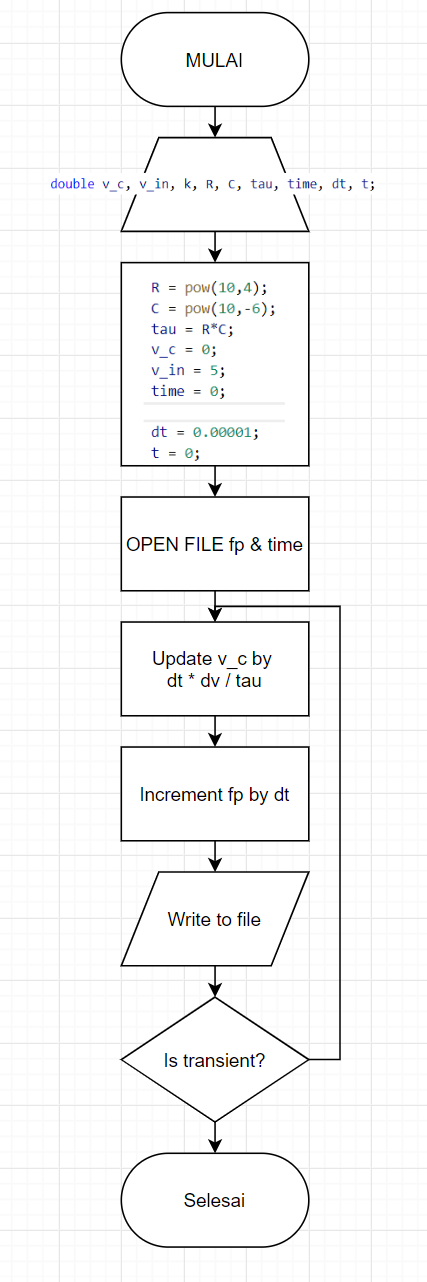 MULAI
double v_c, v_in, k, R, C, tau, time, dt, t;
R = pow(10,4);
C = pow(10,-6);
tau = R*C;
v_c = 0;
v_in = 5;
time = 0;
dt = 0.00001;
t = 0;
OPEN FILE fp & time
Update v_c by
dt * dv / tau
Increment fp by dt
Write to file
Is transient?
Selesai